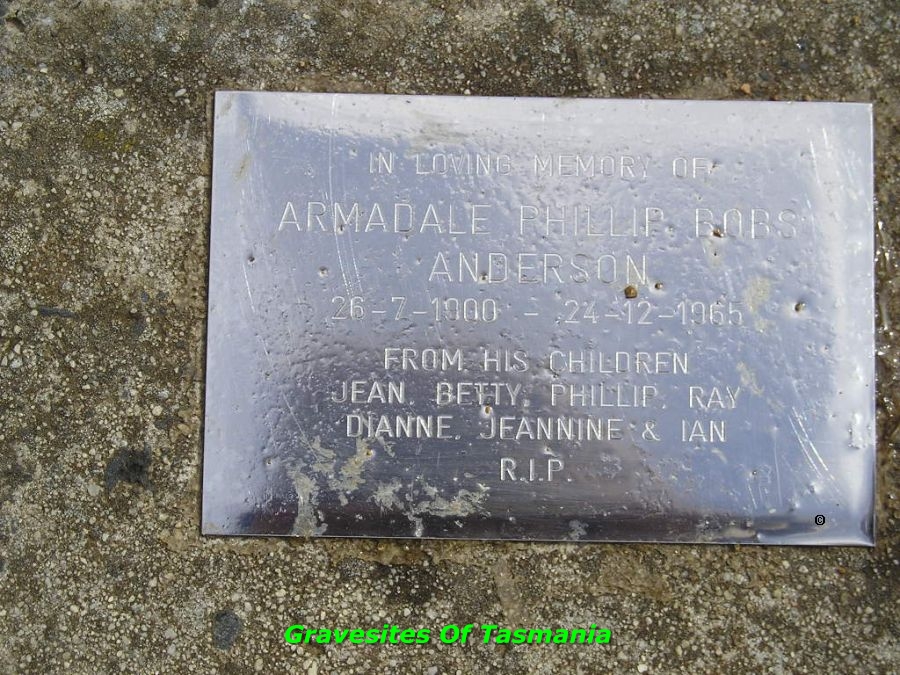 IN LOVING MEMORY OF
ARMADALE PHILLIP BOBS
ANDERSON
26-7-1900 - 24-12-1965
FROM HIS CHILDREN
JEAN, BETTY, PHILLIP, RAY
DIANNE, JEANNINE & IAN
R.I.P.
©
Gravesites Of Tasmania